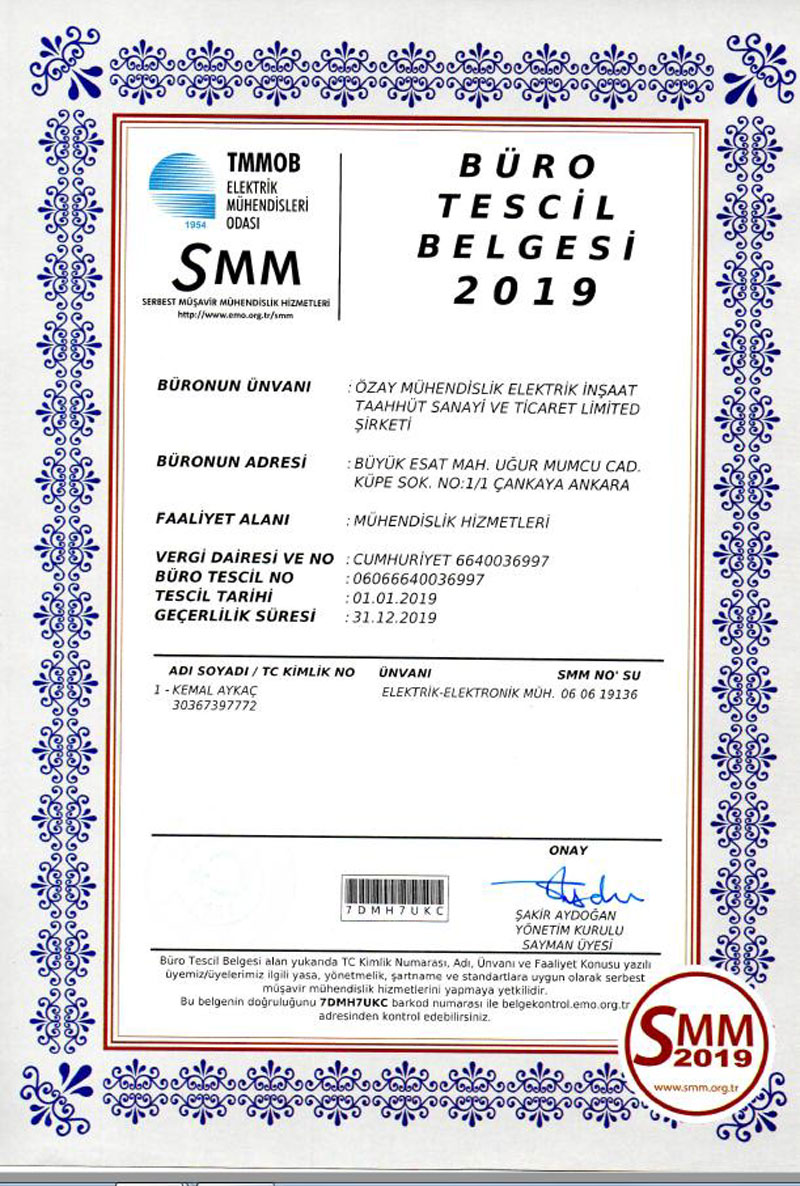 TMMOB
ELEKTRİK
MÜHENDİSLERİ
ODASI
1954
SMM
SERBEST MÜŞAVİR MÜHENDİSLİK HİZMETLERİ
http://www.emo.org.tr/smm
BÜRO
TESCİL
BELGESİ
2019
BÜRONUN ÜNVANI : ÖZAY MÜHENDİSLİK ELEKTRİK İNŞAAT
TAAHHÜT SANAYİ VE TİCARET LİMİTED
ŞİRKETİ
BÜRONUN ADRESİ : BÜYÜK ESAT MAH. UĞUR MUMCU CAD.
KÜPE SOK. NO:1/1 ÇANKAYA ANKARA
FAALİYET ALANI : MÜHENDİSLİK HİZMETLERİ
VERGİ DAİRESİ VE NO : CUMHURİYET 6640036997
BÜRO TESCİL NO : 06066640036997
TESCİL TARİHİ : 01.01.2019
GEÇERLİLİK SÜRESİ : 31.12.2019
ADI SOYADI / TC KİMLİK NO ÜNVANI SMM NO' SU
1 - KEMAL AYKAÇ ELEKTRİK-ELEKTRONİK MÜH. 06 06 19136
30367397772
ONAY
7DMH7UKC
ŞAKİR AYDOĞAN
YÖNETİM KURULU
SAYMAN ÜYESİ
Büro Tescil Belgesi alan yukarıda TC Kimlik Numarası, Adı, Ünvanı ve Faaliyet Konusu yazılı
üyemiz/üyelerimiz ilgili yasa, yönetmelik, şartname ve standartlara uygun olarak serbest
müşavir mühendislik hizmetlerini yapmaya yetkilidir.
Bu belgenin doğruluğunu 7DMH7UKC barkod numarası ile belgekontrol.emo.org.tr
adresinden kontrol edebilirsiniz.
SMM
2019
www.smm.org.tr